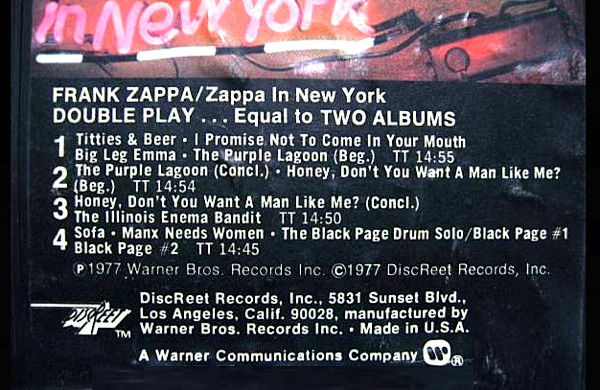 in New York
FRANK ZAPPA/Zappa In New York
DOUBLE PLAY . . . Equal to TWO ALBUMS
1 Titties & Beer • I Promise Not To Come In Your Mouth
Big Leg Emma • The Purple Lagoon (Beg.) TT 14:55
2 The Purple Lagoon (Concl.) • Honey, Don't You Want A Man Like Me?
(Beg.) TT 14:54
3 Honey, Don't You Want A Man Like Me? (Concl.)
The Illinois Enema Bandit TT 14:50
4 Sofa • Manx Needs Women • The Black Page Drum Solo/Black Page #1
Black Page #2 TT 14:45
℗1977 Warner Bros. Records Inc. ©1977 DiscReet Records, Inc.
DISCREET TM
DiscReet Records, Inc., 5831 Sunset Blvd.,
Los Angeles, Calif. 90028, manufactured by
Warner Bros. Records Inc. • Made in U.S.A.
A Warner Communications Company W ®